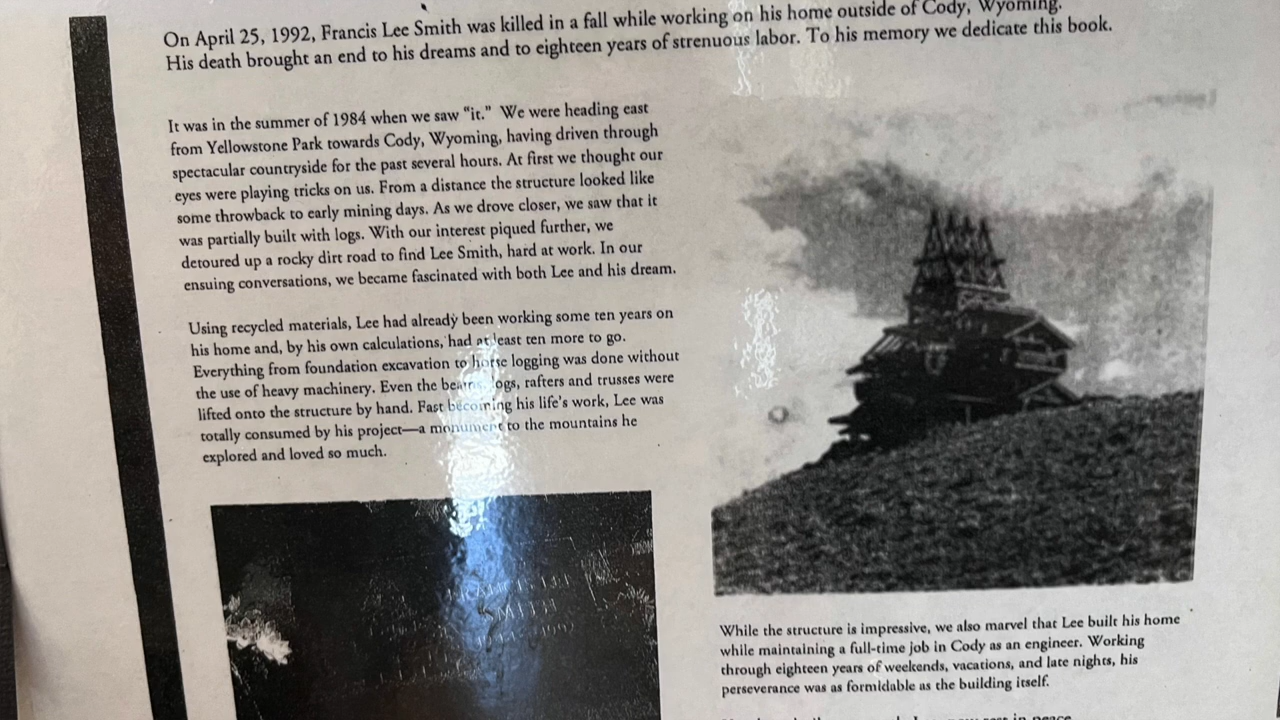 On April 25, 1992, Francis Lee Smith was killed in a fall while working on his home outside of Cody, Wyoming.
His death brought an end to his dreams and to eighteen years of strenuous labor. To his memory we dedicate this book.
It was in the summer of 1984 when we saw "it." We were heading east
from Yellowstone Park towards Cody, Wyoming, having driven through
spectacular countryside for the past several hours. At first we thought our
eyes were playing tricks on us. From a distance the structure looked like
some throwback to early mining days. As we drove closer, we saw that it
was partially built with logs. With our interest piqued further, we
detoured up a rocky dirt road to find Lee Smith, hard at work. In our
ensuing conversations, we became fascinated with both Lee and his dream.
Using recycled materials, Lee had already been working some ten years on
his home and, by his own calculations, had at least ten more to go.
Everything from foundation excavation to horse logging was done without
the use of heavy machinery. Even the beams, logs, rafters and trusses were
lifted onto the structure by hand. Fast becoming his life's work, Lee was
totally consumed by his project—a monument to the mountains he
explored and loved so much.
LEE
SMITH
While the structure is impressive, we also marvel that Lee built his home
while maintaining a full-time job in Cody as an engineer. Working
through eighteen years of weekends, vacations, and late nights, his
perseverance was as formidable as the building itself.
rest in peace